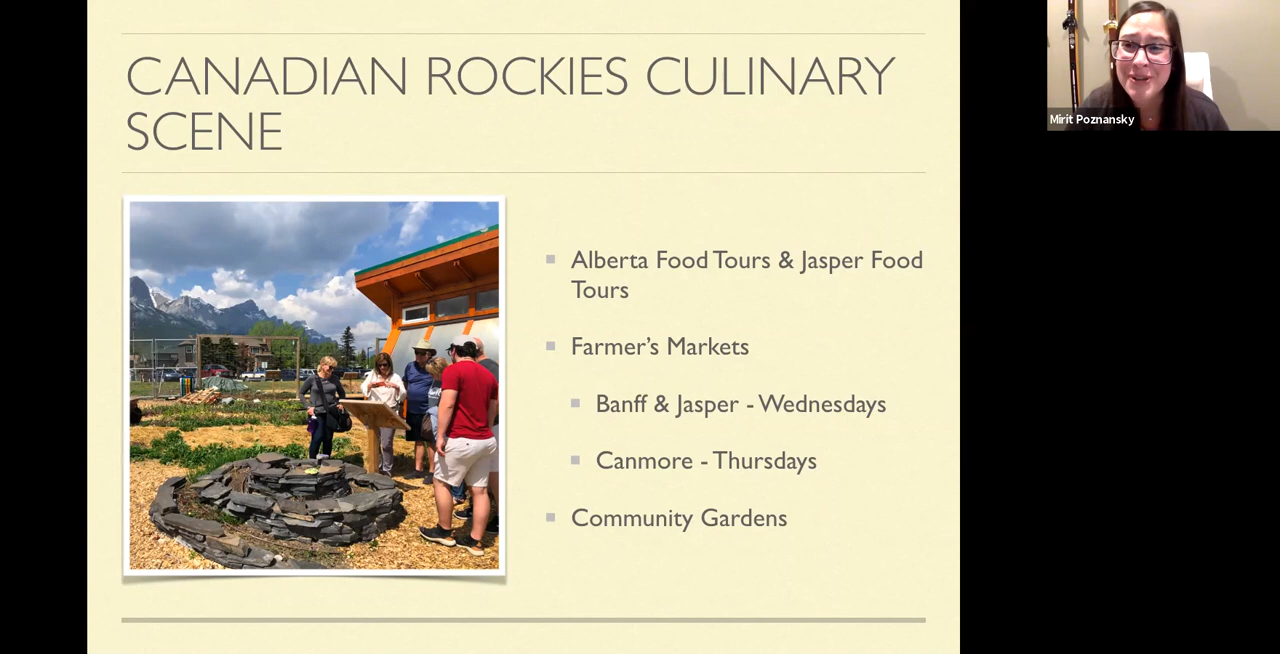 CANADIAN ROCKIES CULINARY
SCENE
Mirit Poznansky
Alberta Food Tours & Jasper Food
Tours
Farmer’s Markets
Banff & Jasper - Wednesdays
Canmore - Thursdays
Community Gardens